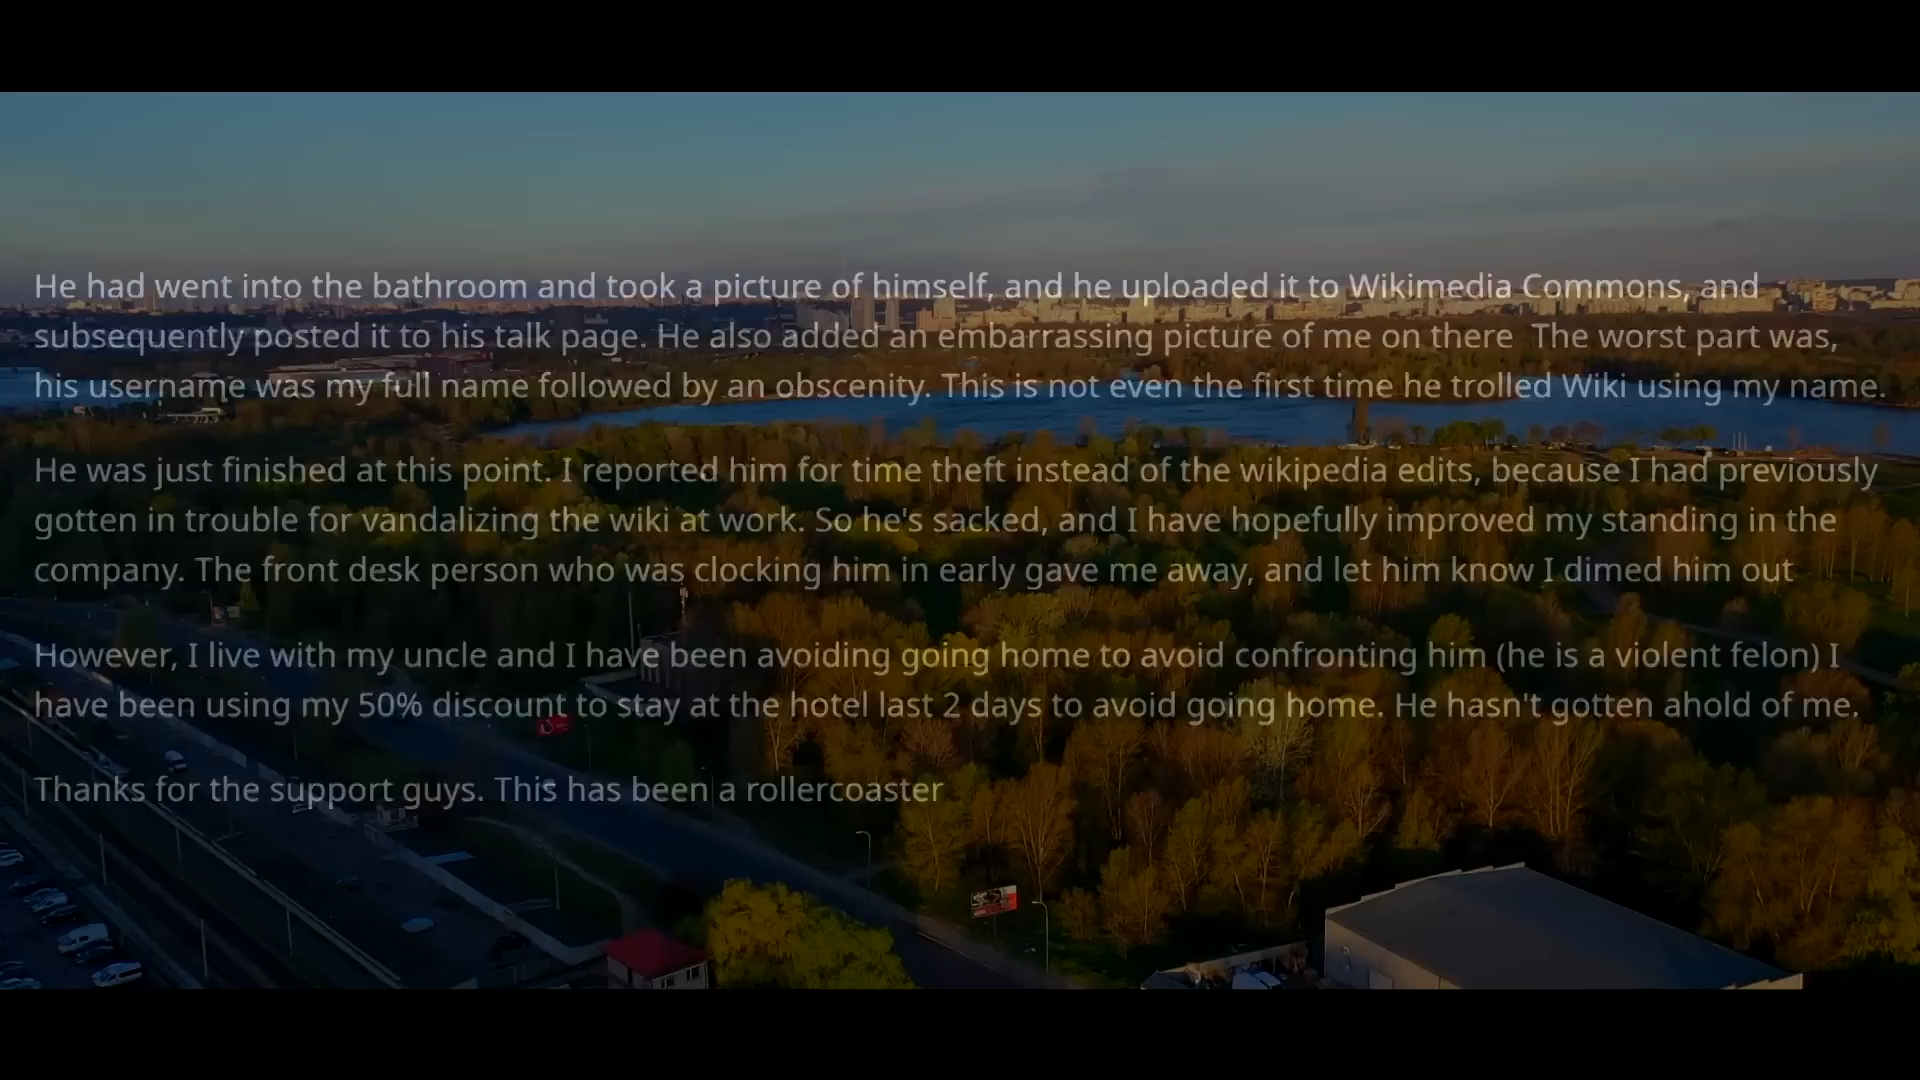 He had went into the bathroom and took a picture of himself, and he uploaded it to Wikimedia Commons, and
subsequently posted it to his talk page. He also added an embarrassing picture of me on there  The worst part was,
his username was my full name followed by an obscenity. This is not even the first time he trolled Wiki using my name.
He was just finished at this point. I reported him for time theft instead of the wikipedia edits, because I had previously
gotten in trouble for vandalizing the wiki at work. So he's sacked, and I have hopefully improved my standing in the
company. The front desk person who was clocking him in early gave me away, and let him know I dimed him out
However, I live with my uncle and I have been avoiding going home to avoid confronting him (he is a violent felon) I
have been using my 50% discount to stay at the hotel last 2 days to avoid going home. He hasn't gotten ahold of me.
Thanks for the support guys. This has been a rollercoaster